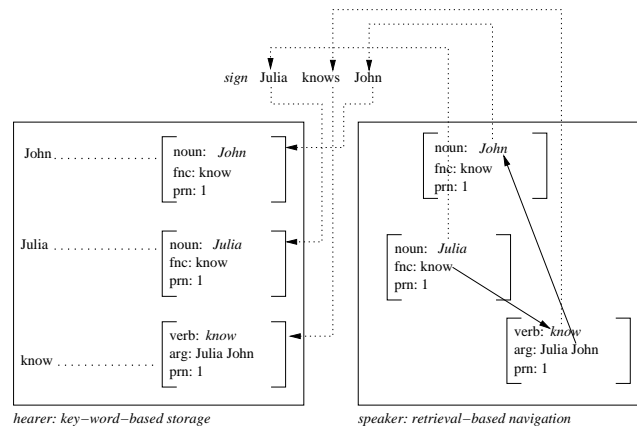 sign Julia knows John
John
noun: John
fnc: know
prn: 1
Julia
noun: Julia
fnc: know
prn: 1
know
verb: know
arg: Julia John
prn: 1
hearer: key−word−based storage
noun: John
fnc: know
prn: 1
noun: Julia
fnc: know
prn: 1
verb: know
arg: Julia John
prn: 1
speaker: retrieval−based navigation